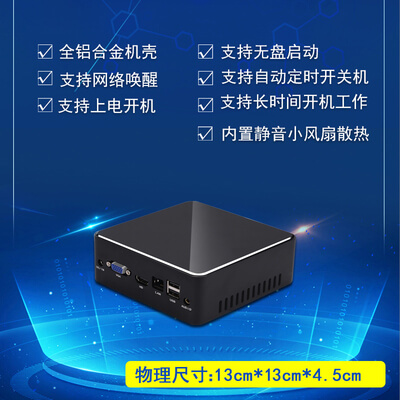 全铝合金机壳
支持无盘启动
支持网络唤醒
支持自动定时开关机
支持上电开机
支持长时间开机工作
内置静音小风扇散热
物理尺寸:13cm*13cm*4.5cm